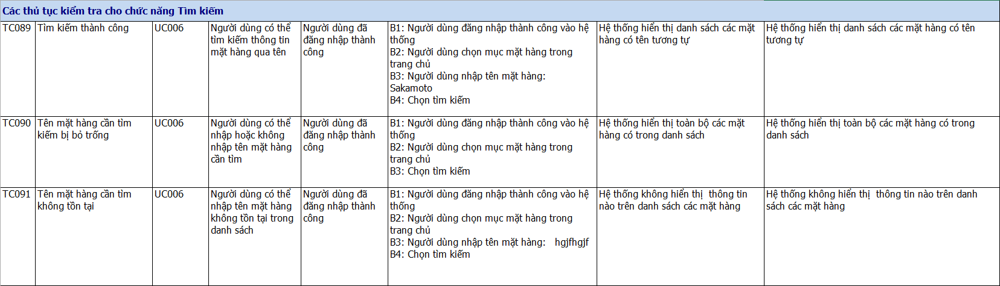 Các thủ tục kiểm tra cho chức năng Tìm kiếm
TC089
Tìm kiếm thành công
UC006
Người dùng có thể
tìm kiếm thông tin
mặt hàng qua tên
Người dùng đã
đăng nhập thành
công
B1: Người dùng đăng nhập thành công vào hệ
thống
B2: Người dùng chọn mục mặt hàng trong
trang chủ
B3: Người dùng nhập tên mặt hàng:
Sakamoto
B4: Chọn tìm kiếm
Hệ thống hiển thị danh sách các mặt
hàng có tên tương tự
Hệ thống hiển thị danh sách các mặt hàng có tên
tương tự
TC090
Tên mặt hàng cần tìm
kiếm bị bỏ trống
UC006
Người dùng có thể
nhập hoặc không
nhập tên mặt hàng
cần tìm
Người dùng đã
đăng nhập thành
công
B1: Người dùng đăng nhập thành công vào hệ
thống
B2: Người dùng chọn mục mặt hàng trong
trang chủ
B3: Chọn tìm kiếm
Hệ thống hiển thị toàn bộ các mặt
hàng có trong danh sách
Hệ thống hiển thị toàn bộ các mặt hàng có trong
danh sách
TC091
Tên mặt hàng cần tìm
không tồn tại
UC006
Người dùng có thể
nhập tên mặt hàng
không tồn tại trong
danh sách
Người dùng đã
đăng nhập thành
công
B1: Người dùng đăng nhập thành công vào hệ
thống
B2: Người dùng chọn mục mặt hàng trong
trang chủ
B3: Người dùng nhập tên mặt hàng:   hgjfhgjf
B4: Chọn tìm kiếm
Hệ thống không hiển thị  thông tin
nào trên danh sách các mặt hàng
Hệ thống không hiển thị  thông tin nào trên danh
sách các mặt hàng